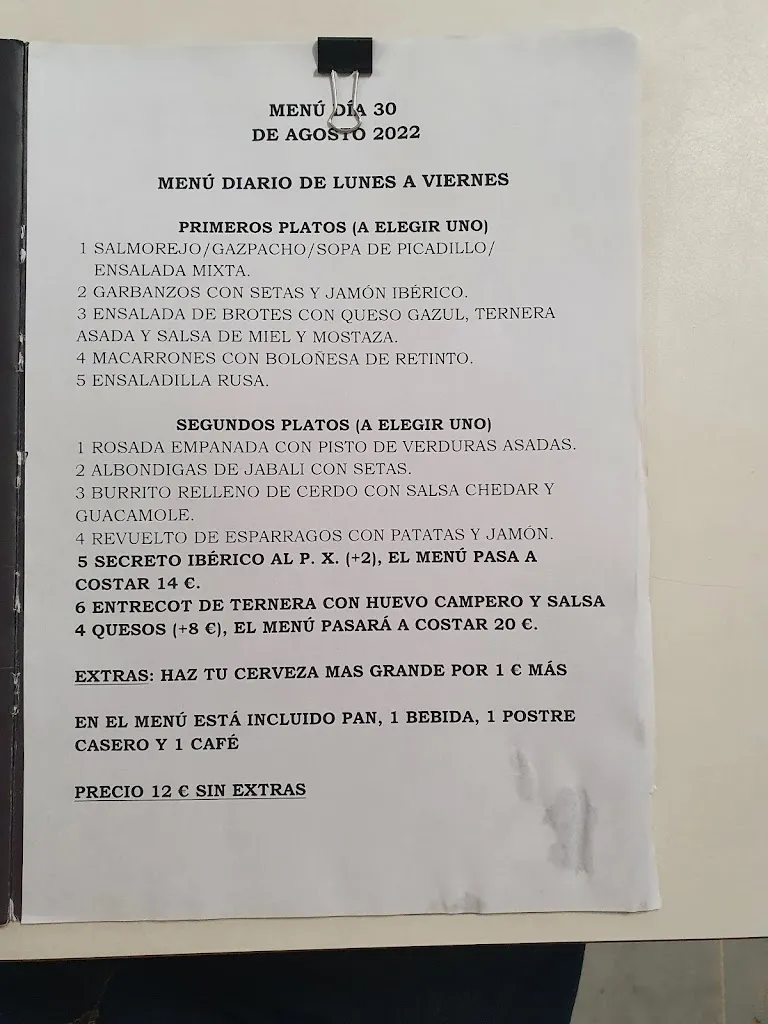 MENÚ DÍA 30
DE AGOSTO 2022
MENÚ DIARIO DE LUNES A VIERNES
PRIMEROS PLATOS (A ELEGIR UNO)
1 SALMOREJO/GAZPACHO/SOPA DE PICADILLO/
ENSALADA MIXTA.
2 GARBANZOS CON SETAS Y JAMÓN IBÉRICO.
3 ENSALADA DE BROTES CON QUESO GAZUL, TERNERA
ASADA Y SALSA DE MIEL Y MOSTAZA.
4 MACARRONES CON BOLOÑESA DE RETINTO.
5 ENSALADILLA RUSA.
SEGUNDOS PLATOS (A ELEGIR UNO)
1 ROSADA EMPANADA CON PISTO DE VERDURAS ASADAS.
2 ALBONDIGAS DE JABALI CON SETAS.
3 BURRITO RELLENO DE CERDO CON SALSA CHEDAR Y
GUACAMOLE.
4 REVUELTO DE ESPARRAGOS CON PATATAS Y JAMÓN.
5 SECRETO IBÉRICO AL P. X. (+2), EL MENÚ PASA A
COSTAR 14 €.
6 ENTRECOT DE TERNERA CON HUEVO CAMPERO Y SALSA
4 QUESOS (+8 €), EL MENÚ PASARÁ A COSTAR 20 €.
EXTRAS: HAZ TU CERVEZA MAS GRANDE POR 1 € MÁS
EN EL MENÚ ESTÁ INCLUIDO PAN, 1 BEBIDA, 1 POSTRE
CASERO Y 1 CAFÉ
PRECIO 12 € SIN EXTRAS